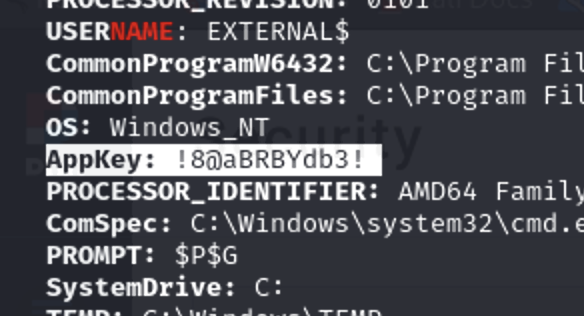 PROCESSOR_REVISION: 0101
USERNAME: EXTERNAL$
CommonProgramW6432: C:\Program Fil
CommonProgramFiles: C:\Program Fil
OS: Windows_NT
AppKey: !8@aBRBYdb3!
PROCESSOR_IDENTIFIER: AMD64 Family
ComSpec: C:\Windows\system32\cmd.e
PROMPT: $P$G
SystemDrive: C:
TEMP: C:\Windows\TEMP